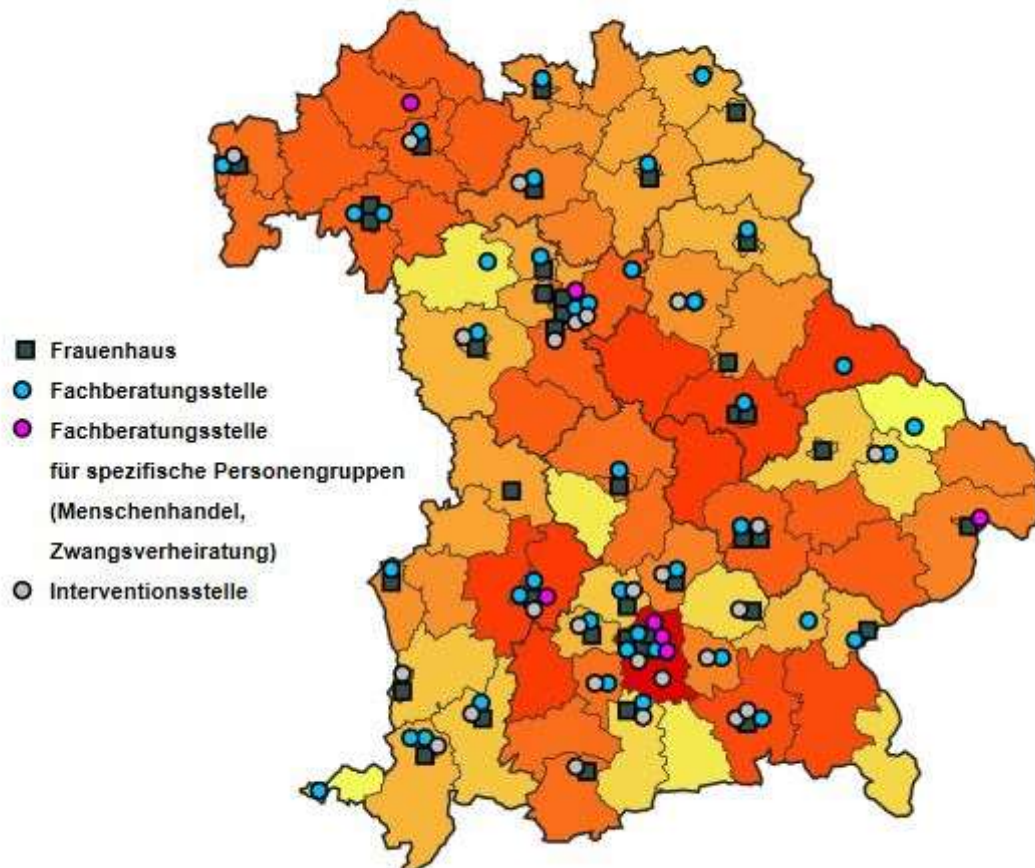 Frauenhaus
Fachberatungsstelle
Fachberatungsstelle
für spezifische Personengruppen
(Menschenhandel,
Zwangsverheiratung)
Interventionsstelle